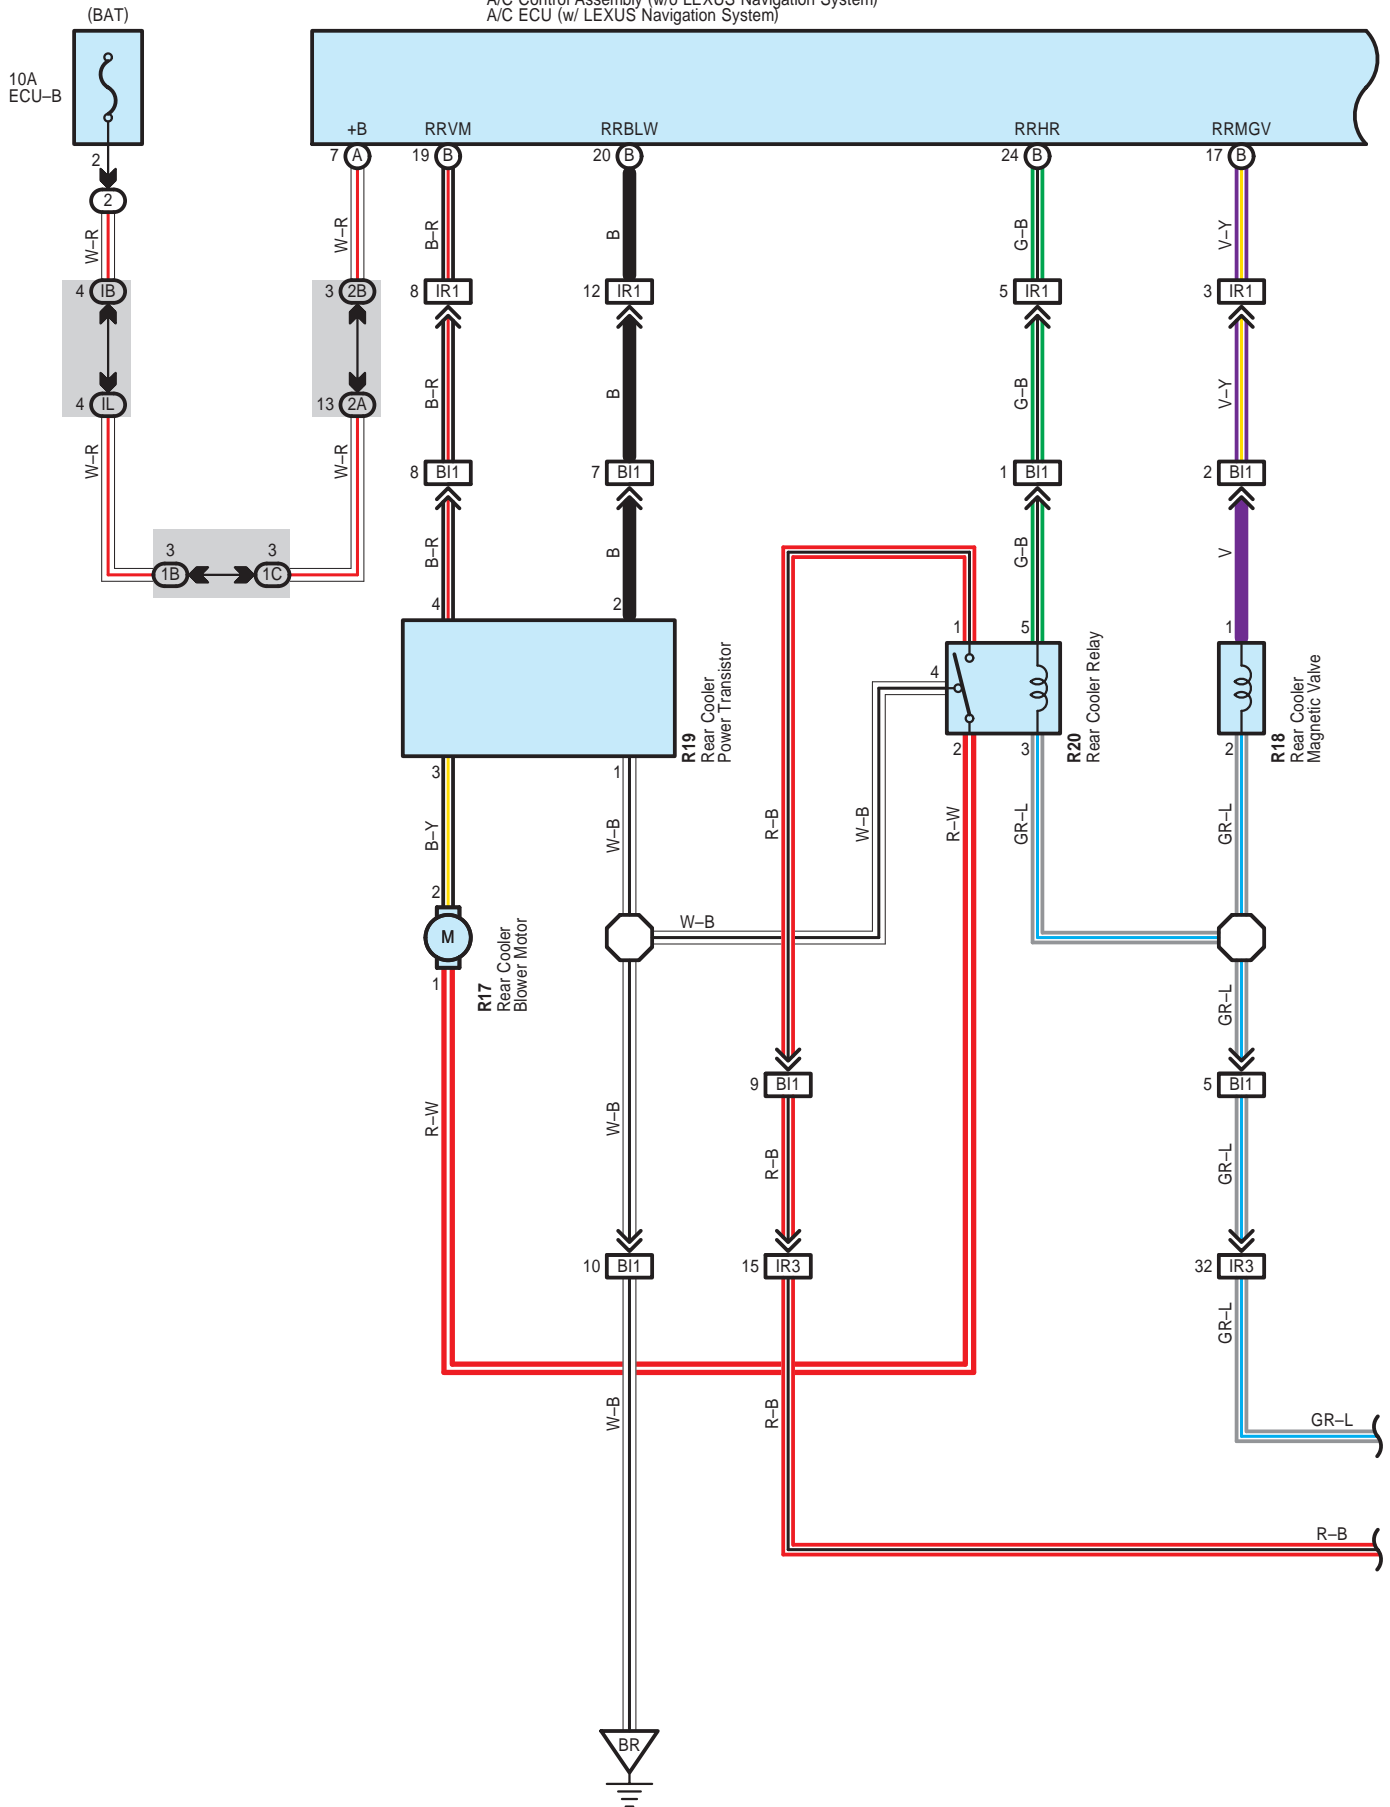 A/C Control Assembly (w/o LEXUS Navigation System)
A/C ECU (w/ LEXUS Navigation System)
(BAT)
10A
ECU–B
+B
RRVM
RRBLW
RRHR
RRMGV
2
7 A
19 B
20 B
24 B
17 B
2
W–R
W–R
B–R
B
G–B
V–Y
4 IB
3 2B
8 IR1
12 IR1
5 IR1
3 IR1
B–R
B
G–B
V–Y
4 IL
13 2A
W–R
W–R
8 BI1
7 BI1
1 BI1
2 BI1
3
3
1B
1C
B–R
B
G–B
V
4
2
1
5
1
4
R19
Rear Cooler
Power Transistor
R20
Rear Cooler Relay
R18
Rear Cooler
Magnetic Valve
3
1
2
3
2
B–Y
W–B
R–B
W–B
R–W
GR–L
GR–L
2
M
1
R17
Rear Cooler
Blower Motor
W–B
GR–L
9 BI1
5 BI1
R–W
W–B
R–B
GR–L
10 BI1
15 IR3
32 IR3
GR–L
W–B
R–B
GR–L
R–B
BR